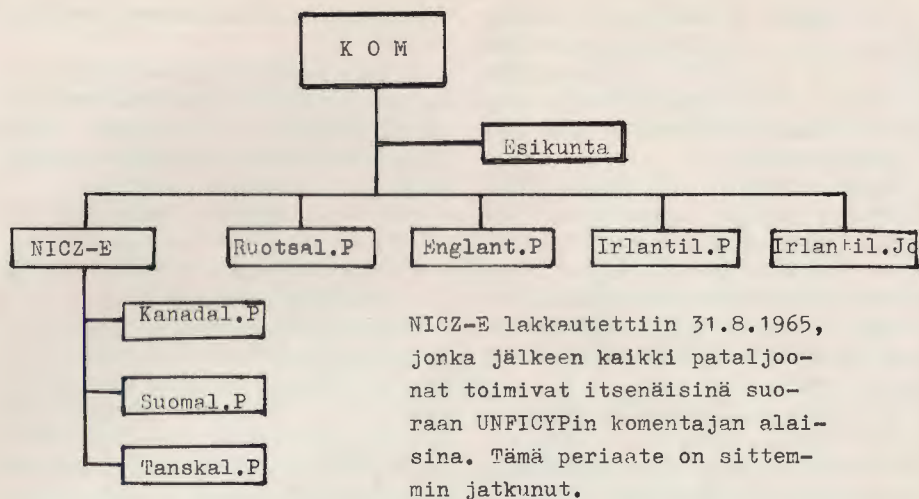 K O M
Esikunta
NICZ-E
Ruotsal.P
Englant.P
Irlantil.P
Irlantil.Jo
Kanadal.P
Suomal.P
Tanskal.P
NICZ-E lakkautettiin 31.8.1965,
jonka jälkeen kaikki pataljoo-
nat toimivat itsenäisinä suo-
raan UNFICYPin komentajan alai-
sina. Tämä periaate on sittem-
min jatkunut.